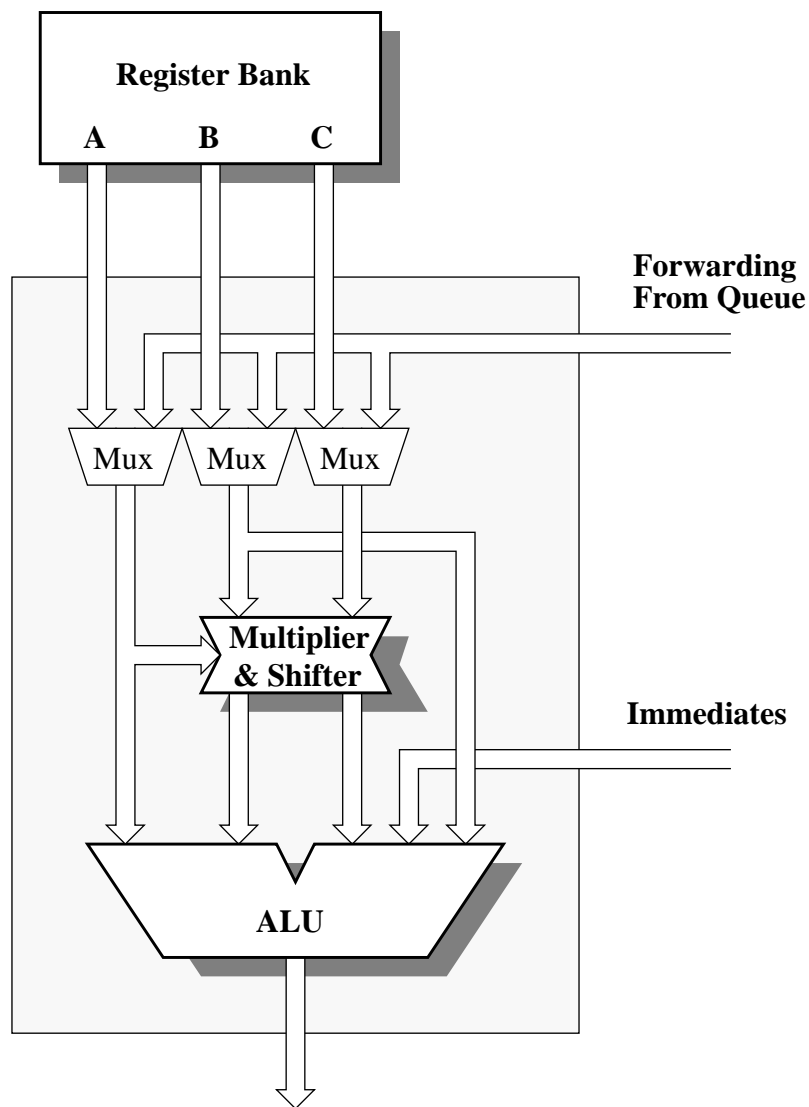 Register Bank
A B C
Forwarding
From Queue
Mux Mux Mux
Multiplier
& Shifter
Immediates
ALU